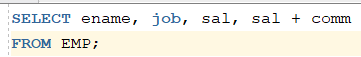 SELECT ename, job, sal, sal + comm
FROM EMP;